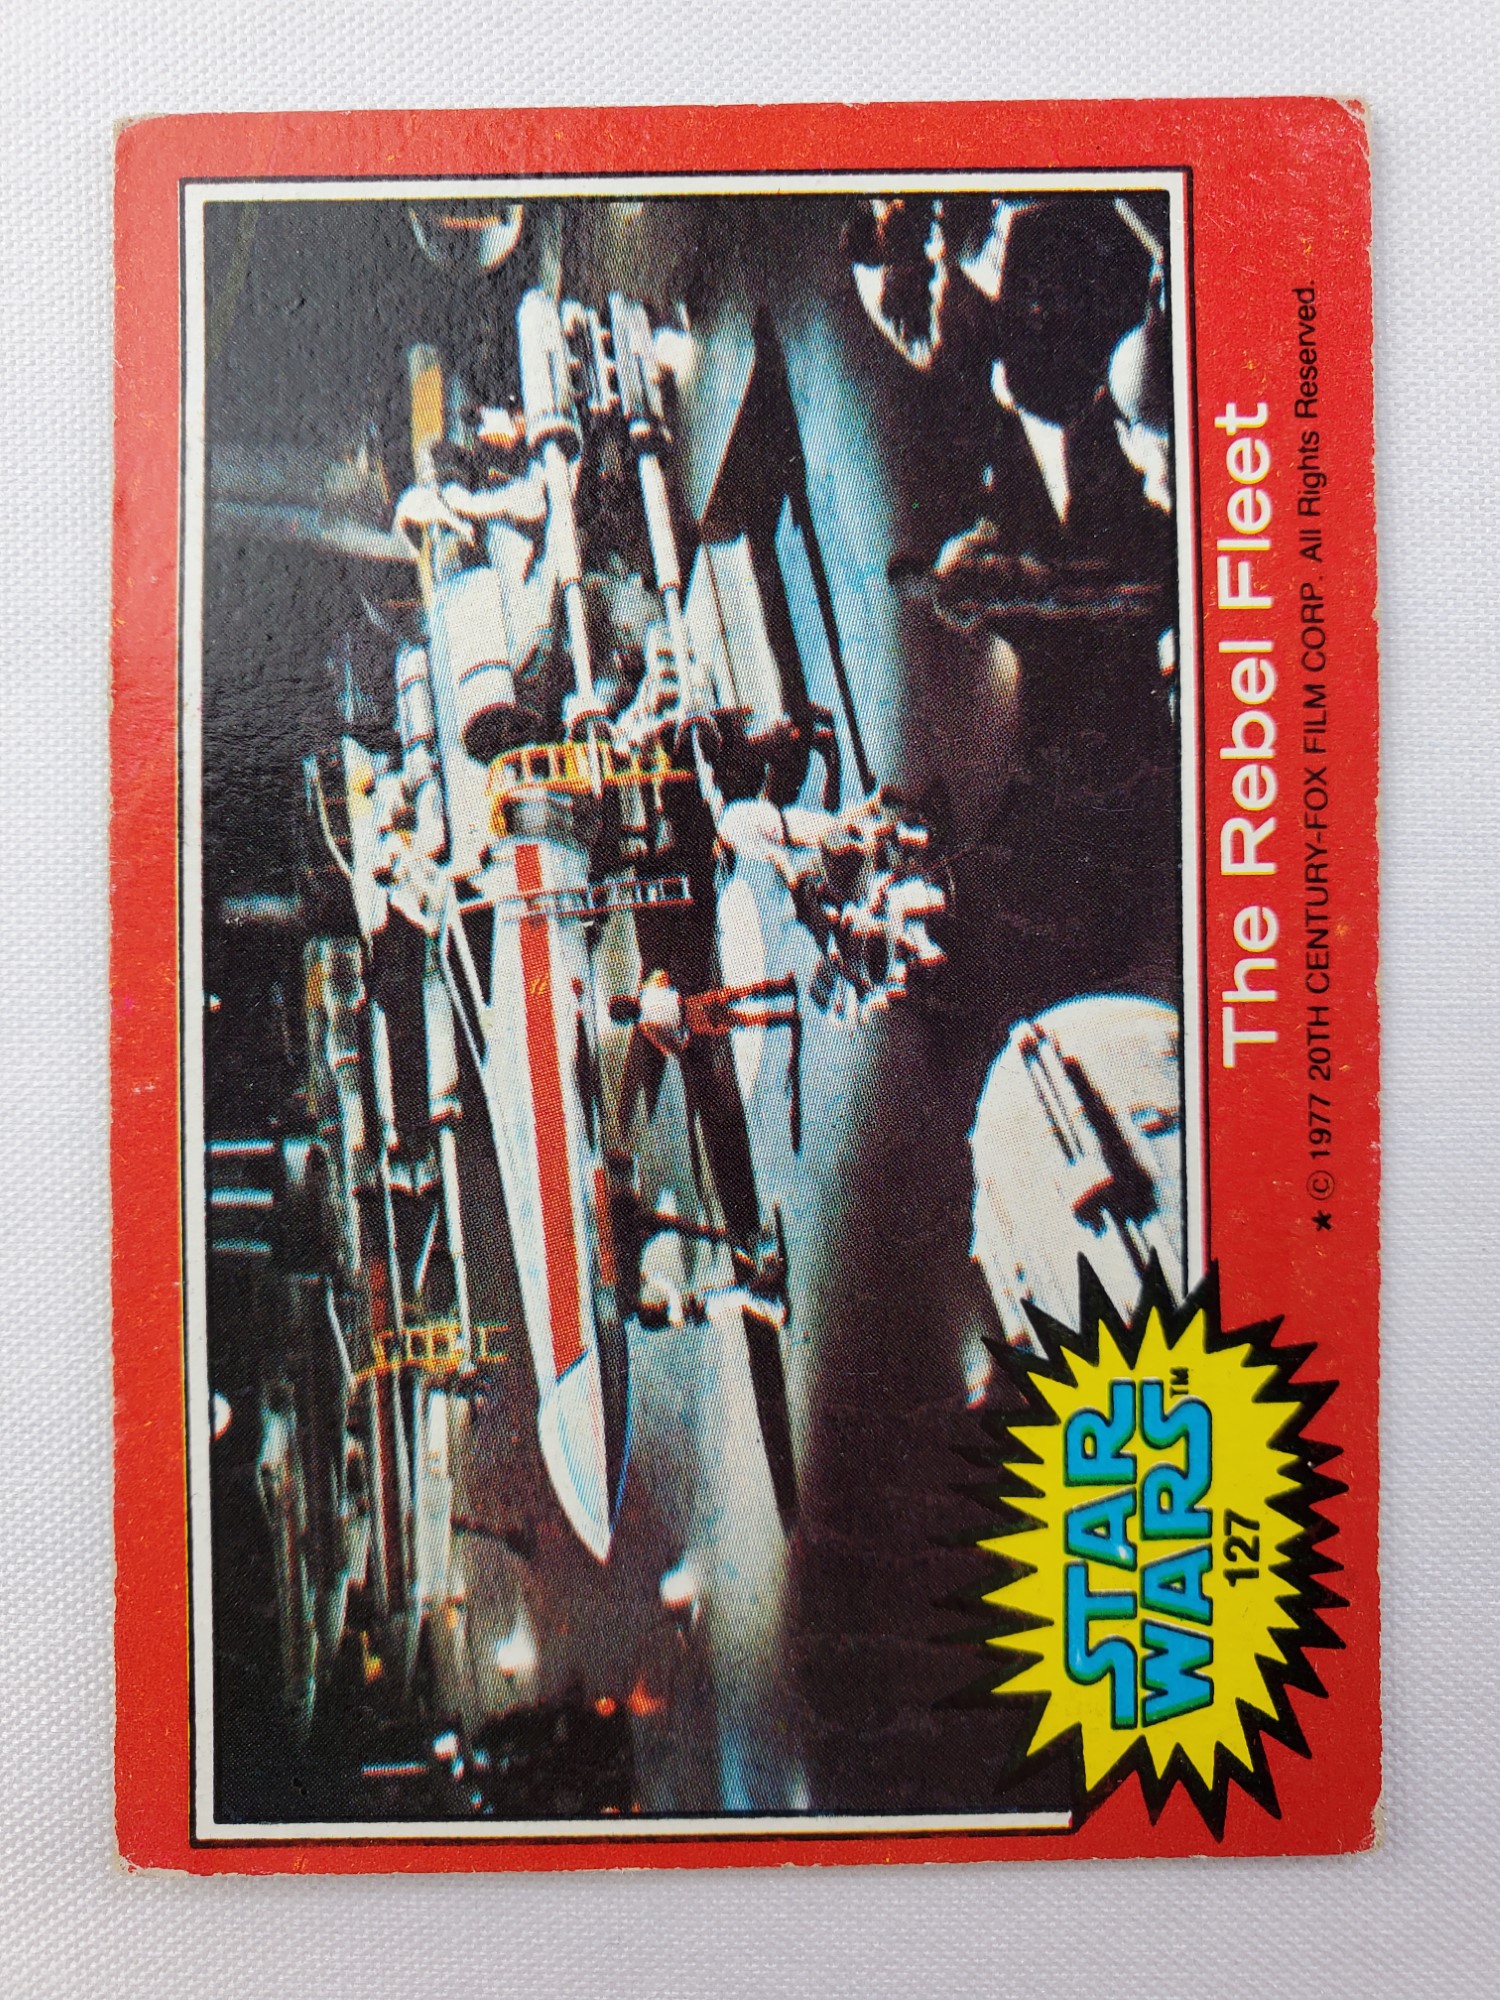 STAR
WARS™
127
The Rebel Fleet
★ © 1977 20TH CENTURY-FOX FILM CORP. All Rights Reserved.